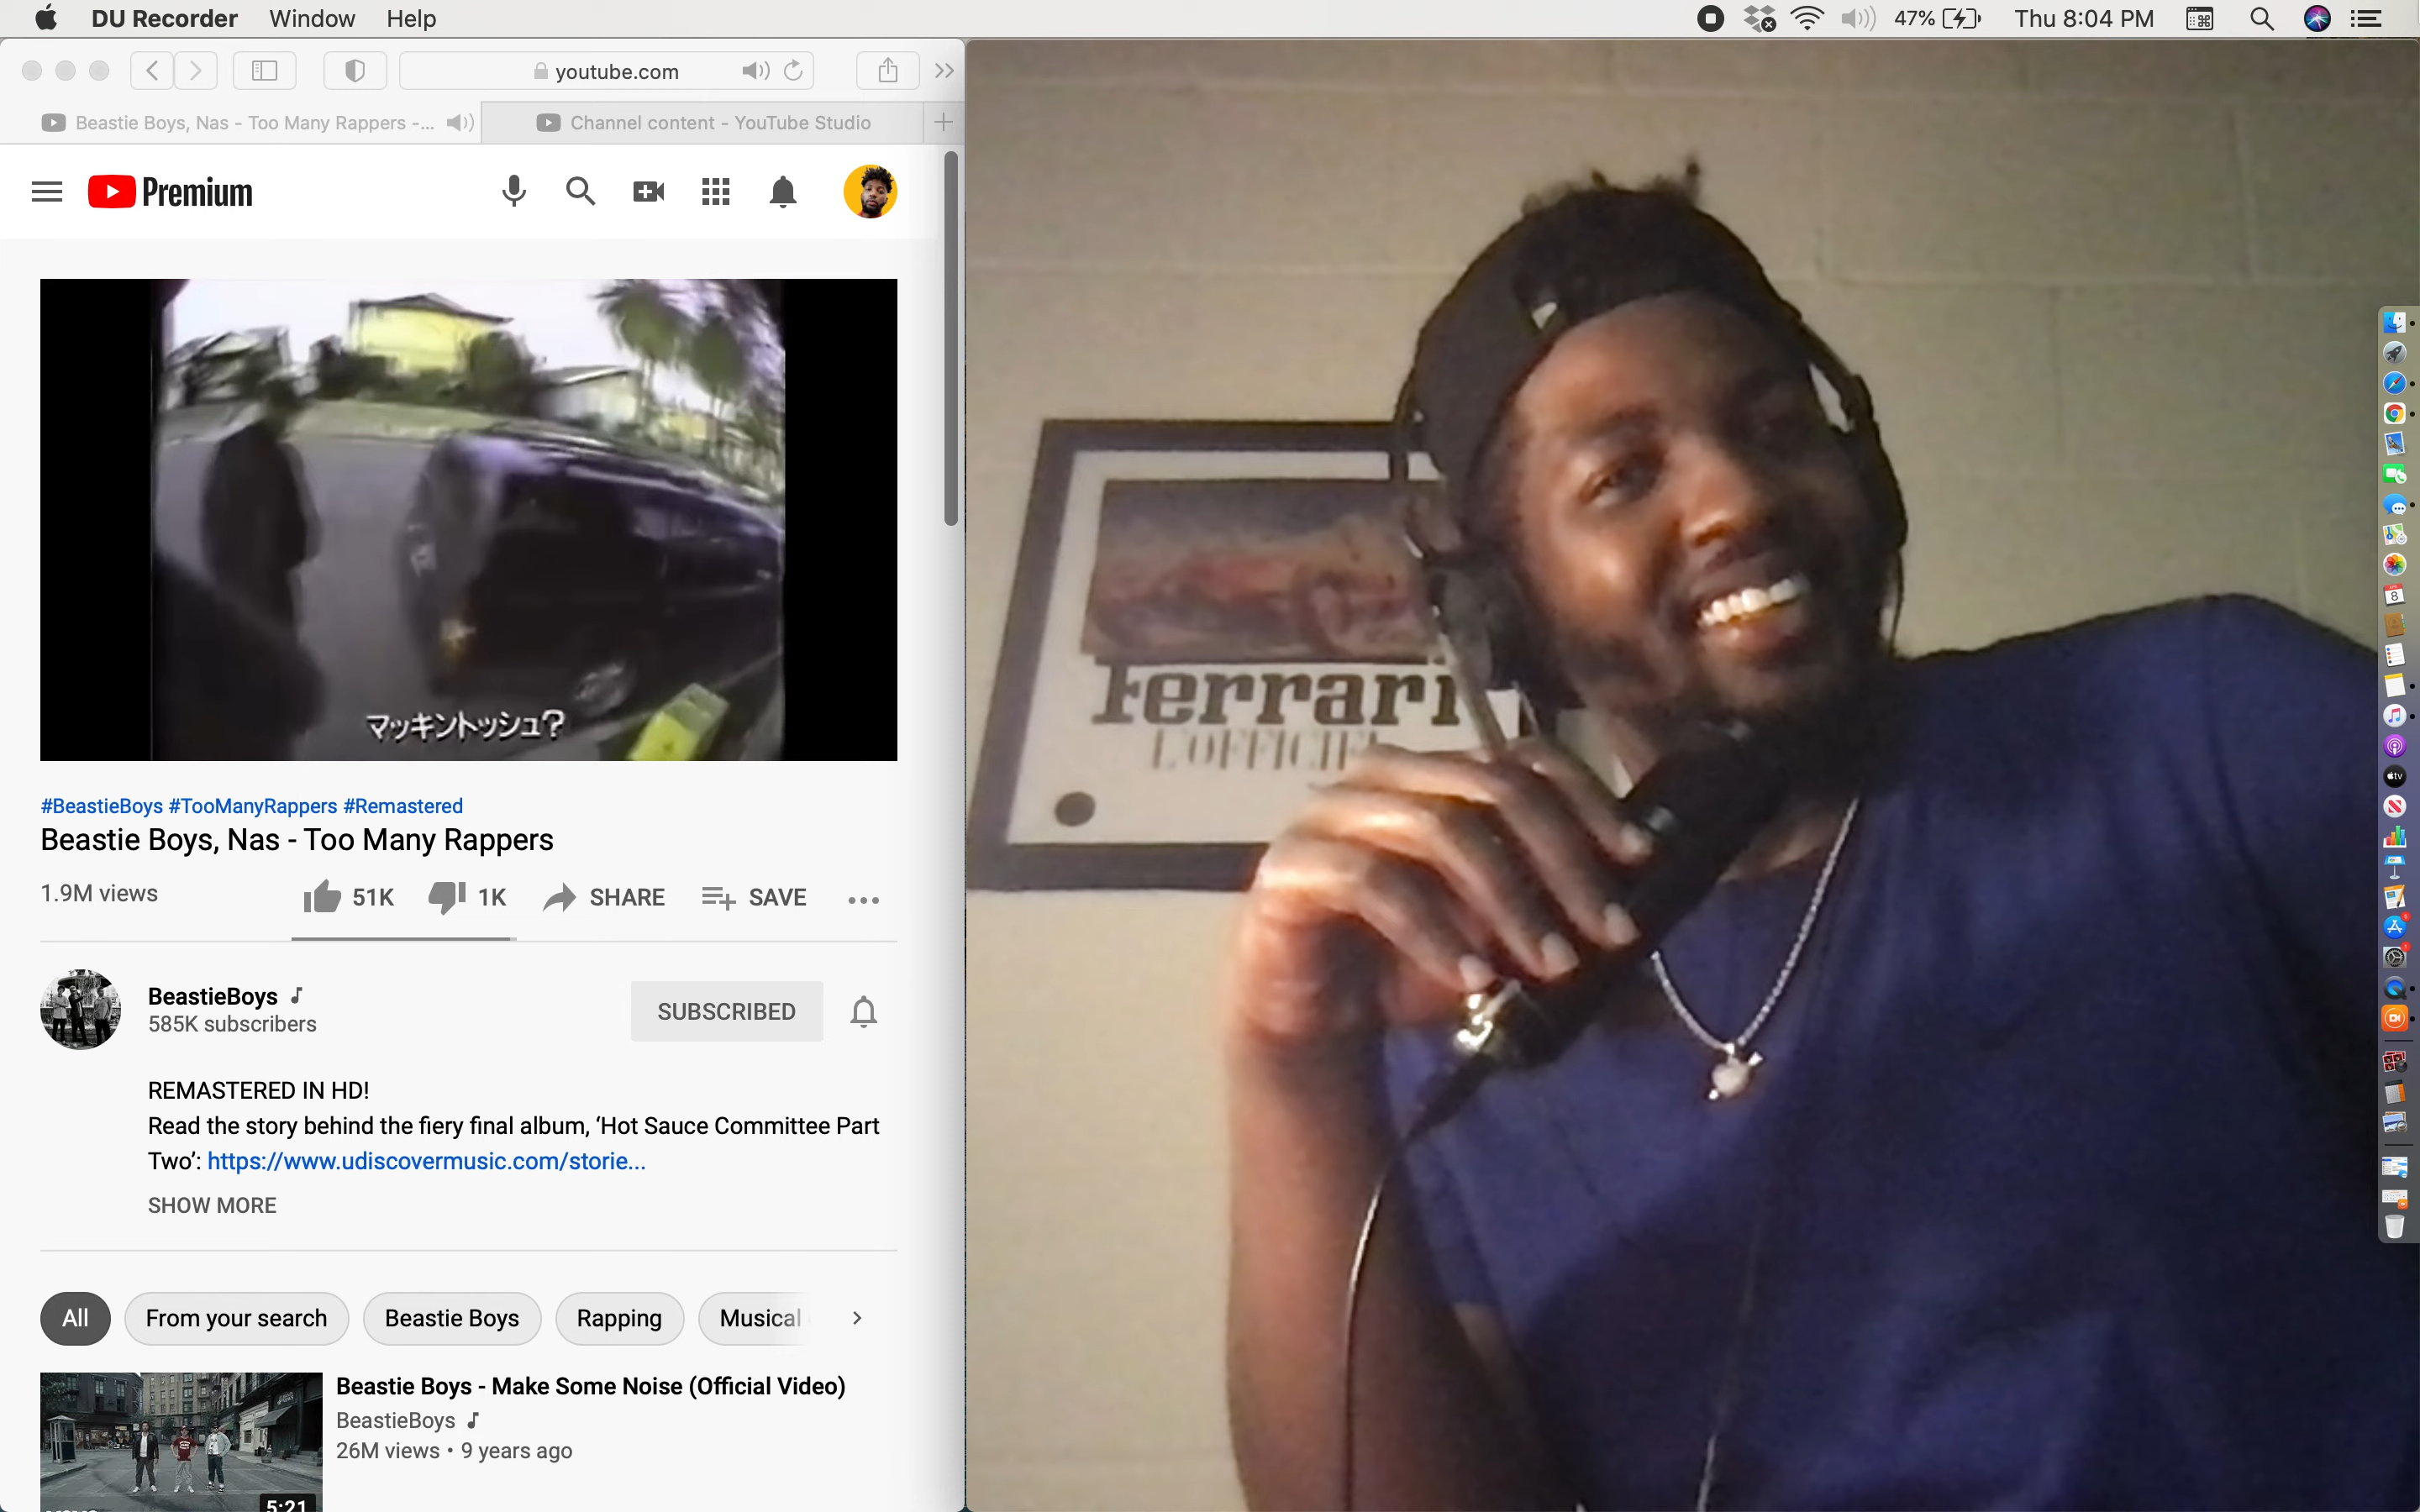 DU Recorder Window Help
47% Thu 8:04 PM
youtube.com
Beastie Boys, Nas - Too Many Rappers -...
Channel content - YouTube Studio
Premium
マッキントッシュ?
#BeastieBoys #TooManyRappers #Remastered
Beastie Boys, Nas - Too Many Rappers
1.9M views
51K
1K
SHARE
SAVE
BeastieBoys
585K subscribers
SUBSCRIBED
REMASTERED IN HD!
Read the story behind the fiery final album, ‘Hot Sauce Committee Part
Two’: https://www.udiscovermusic.com/storie...
SHOW MORE
All
From your search
Beastie Boys
Rapping
Musical
Beastie Boys - Make Some Noise (Official Video)
BeastieBoys
26M views • 9 years ago
5:21
Ferrari
8
tv